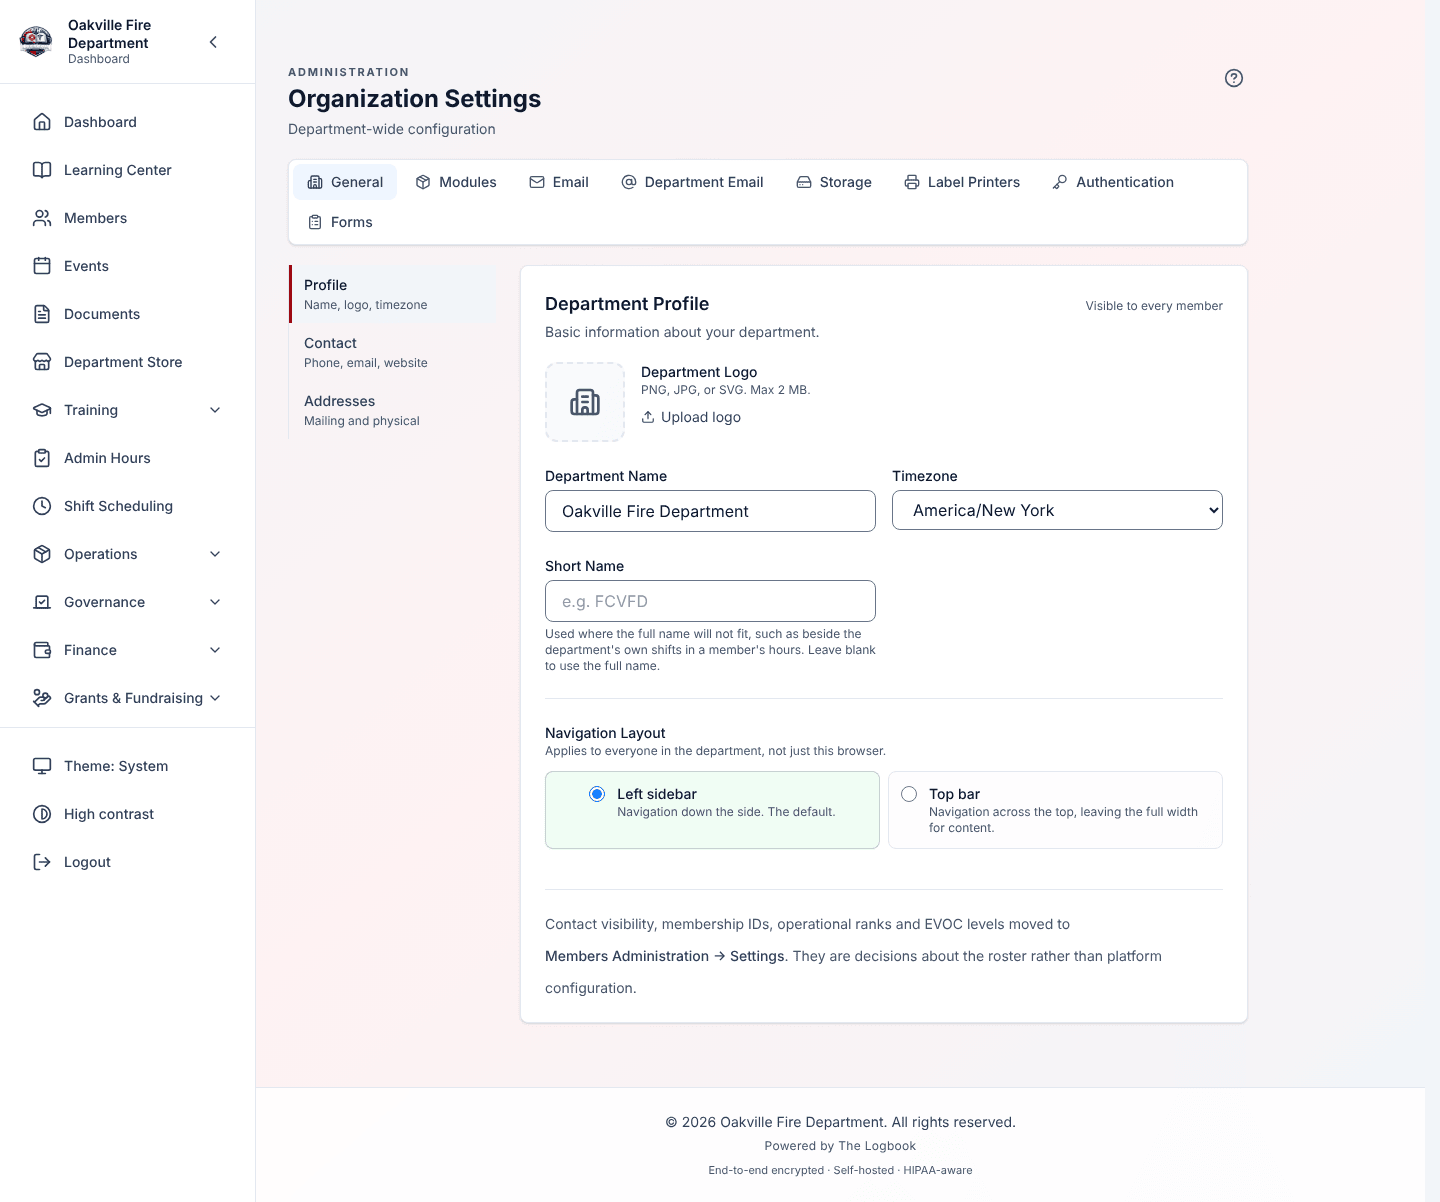 Oakville Fire
Department
Dashboard
Dashboard
Learning Center
Members
Events
Documents
Department Store
Training
Admin Hours
Shift Scheduling
Operations
Governance
Finance
Grants & Fundraising
Theme: System
High contrast
Logout
ADMINISTRATION
Organization Settings
Department-wide configuration
General
Modules
Email
Department Email
Storage
Label Printers
Authentication
Forms
Profile
Name, logo, timezone
Contact
Phone, email, website
Addresses
Mailing and physical
Department Profile
Visible to every member
Basic information about your department.
Department Logo
PNG, JPG, or SVG. Max 2 MB.
Upload logo
Department Name
Oakville Fire Department
Timezone
America/New York
Short Name
e.g. FCVFD
Used where the full name will not fit, such as beside the
department's own shifts in a member's hours. Leave blank
to use the full name.
Navigation Layout
Applies to everyone in the department, not just this browser.
Left sidebar
Navigation down the side. The default.
Top bar
Navigation across the top, leaving the full width
for content.
Contact visibility, membership IDs, operational ranks and EVOC levels moved to
Members Administration → Settings. They are decisions about the roster rather than platform
configuration.
© 2026 Oakville Fire Department. All rights reserved.
Powered by The Logbook
End-to-end encrypted · Self-hosted · HIPAA-aware